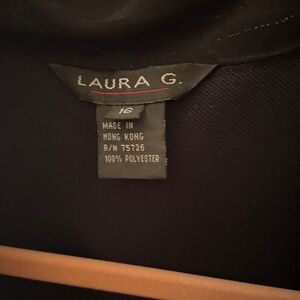 LAURA G.
16
MADE IN
HONG KONG
R/N 75726
100% POLYESTER